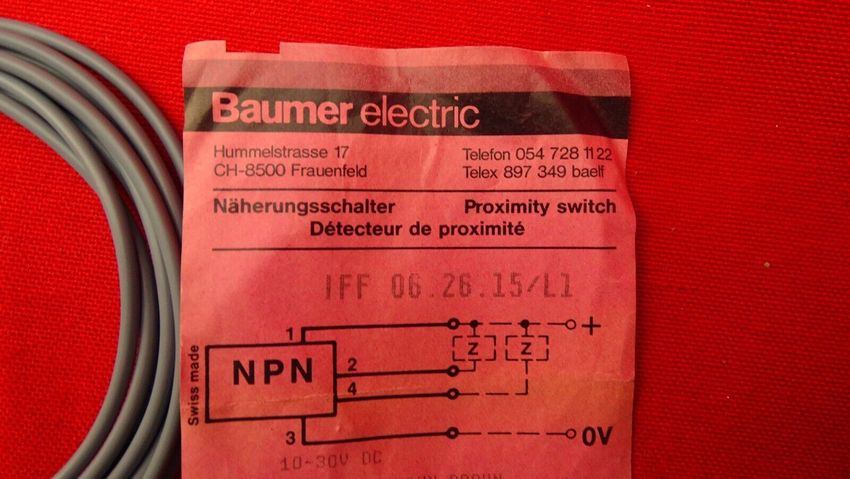 Baumer electric
Hummelstrasse 17 Telefon 054 728 11 22
CH-8500 Frauenfeld Telex 897 349 baelf
Näherungsschalter Proximity switch
Détecteur de proximité
IFF 06.26.15/L1
1 +
Z Z
NPN 2
4
Swiss made
3 0V
10-30V DC